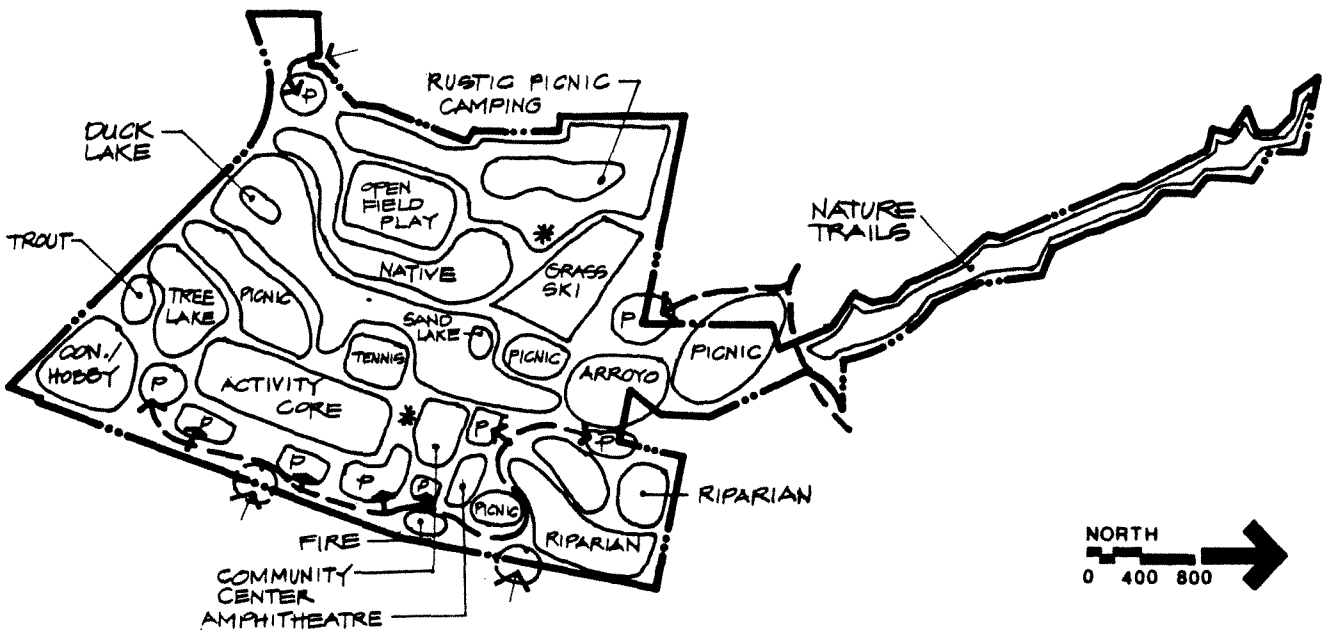 P
RUSTIC PICNIC
CAMPING
DUCK
LAKE
OPEN
FIELD
PLAY
NATURE
TRAILS
TROUT
NATIVE
GRASS
SKI
TREE
LAKE
PICNIC
SAND
LAKE
P
PICNIC
TENNIS
PICNIC
ARROYO
CON./
HOBBY
P
ACTIVITY
CORE
P
P
P
P
P
P
PICNIC
RIPARIAN
RIPARIAN
FIRE
COMMUNITY
CENTER
AMPHITHEATRE
NORTH
0 400 800